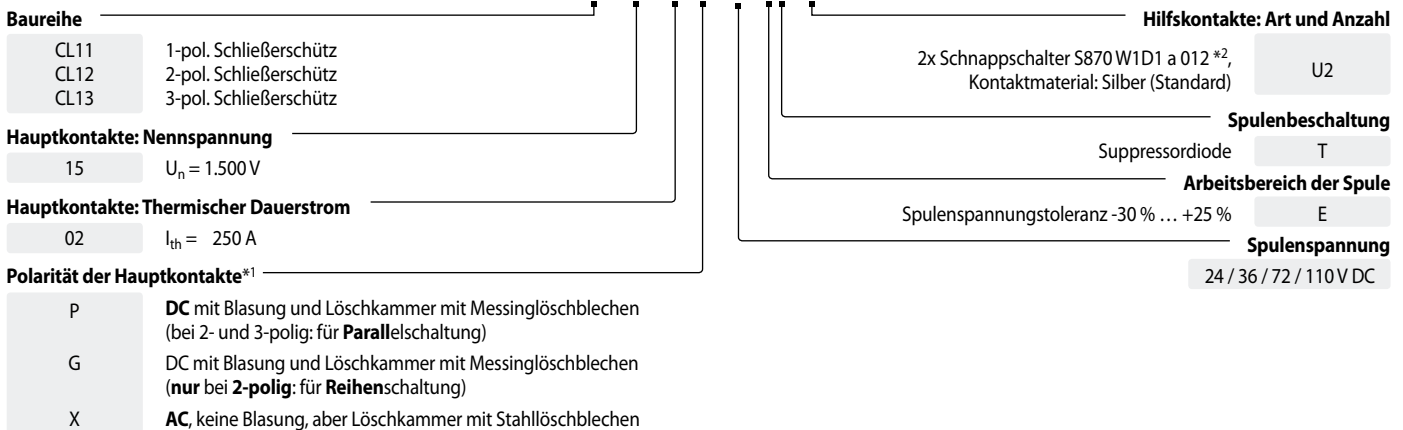 Baureihe
CL11 1-pol. Schließerschütz
CL12 2-pol. Schließerschütz
CL13 3-pol. Schließerschütz
Hauptkontakte: Nennspannung
15 Uₙ = 1.500 V
Hauptkontakte: Thermischer Dauerstrom
02 Iₜₕ = 250 A
Polarität der Hauptkontakte*¹
P DC mit Blasung und Löschkammer mit Messinglöschblechen
(bei 2- und 3-polig: für Parallelschaltung)
G DC mit Blasung und Löschkammer mit Messinglöschblechen
(nur bei 2-polig: für Reihenschaltung)
X AC, keine Blasung, aber Löschkammer mit Stahllöschblechen
Hilfskontakte: Art und Anzahl
2x Schnappschalter S870 W1D1 a 012 *²,
Kontaktmaterial: Silber (Standard)
U2
Spulenbeschaltung
Suppressordiode T
Arbeitsbereich der Spule
Spulenspannungstoleranz -30 % … +25 % E
Spulenspannung
24 / 36 / 72 / 110 V DC